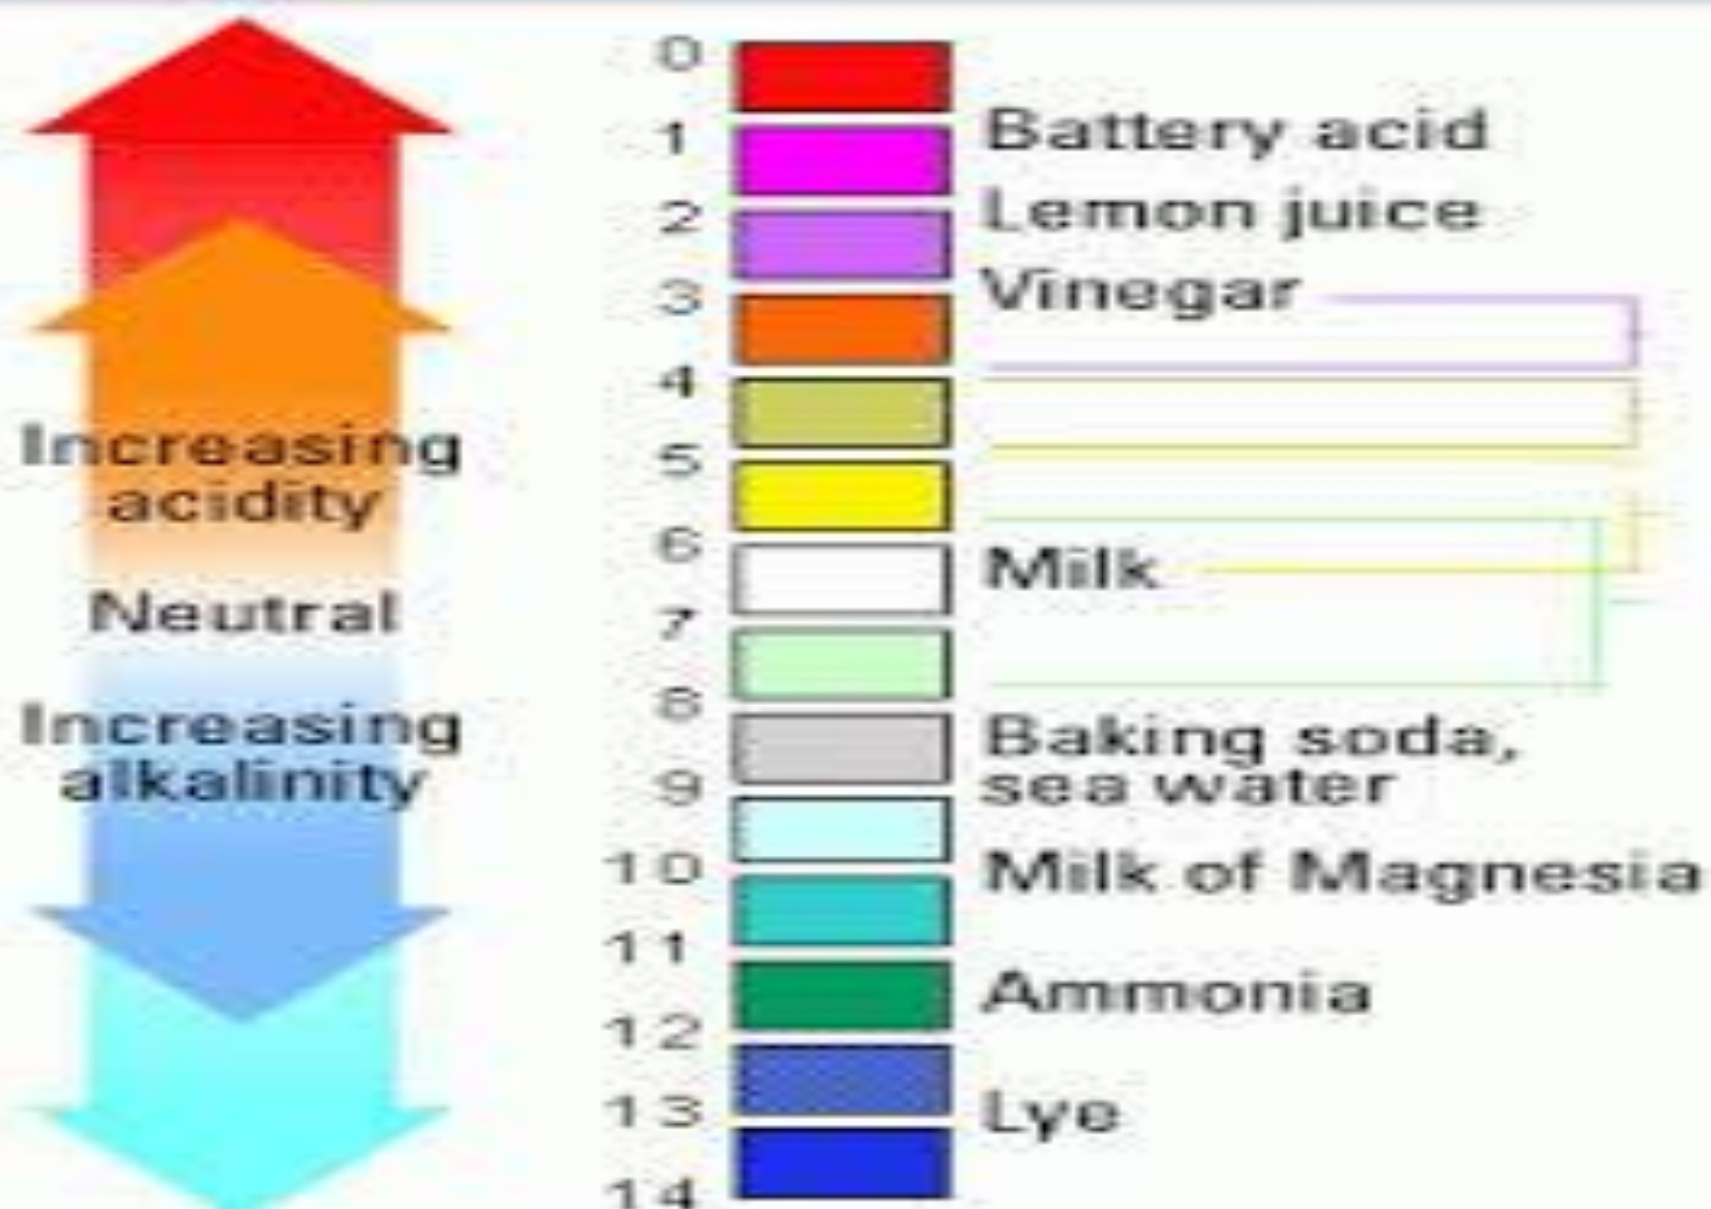 Increasing
acidity
Neutral
Increasing
alkalinity
0
1
2
3
4
5
6
7
8
9
10
11
12
13
14
Battery acid
Lemon juice
Vinegar
Milk
Baking soda,
sea water
Milk of Magnesia
Ammonia
Lye